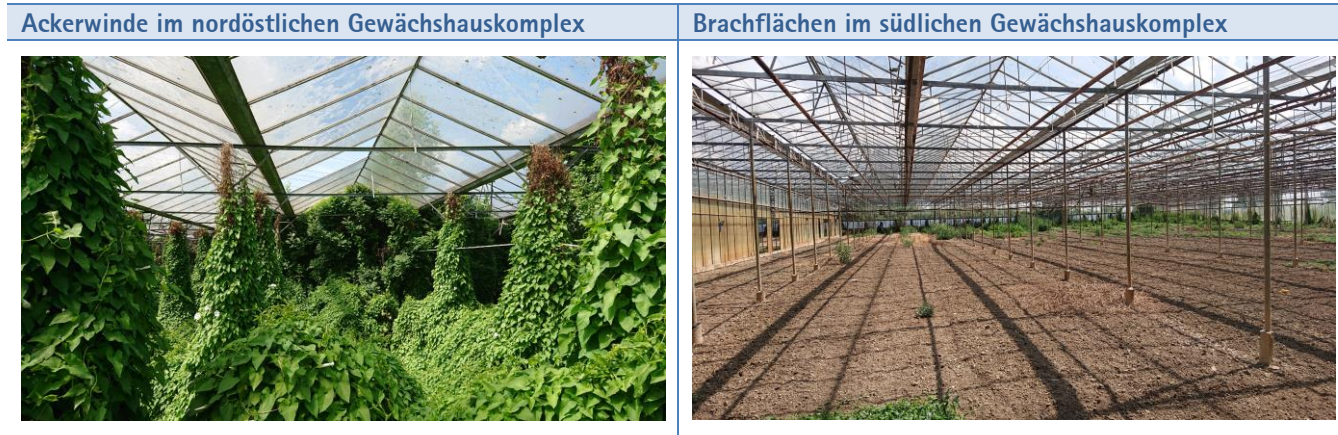 Ackerwinde im nordöstlichen Gewächshauskomplex
Brachflächen im südlichen Gewächshauskomplex